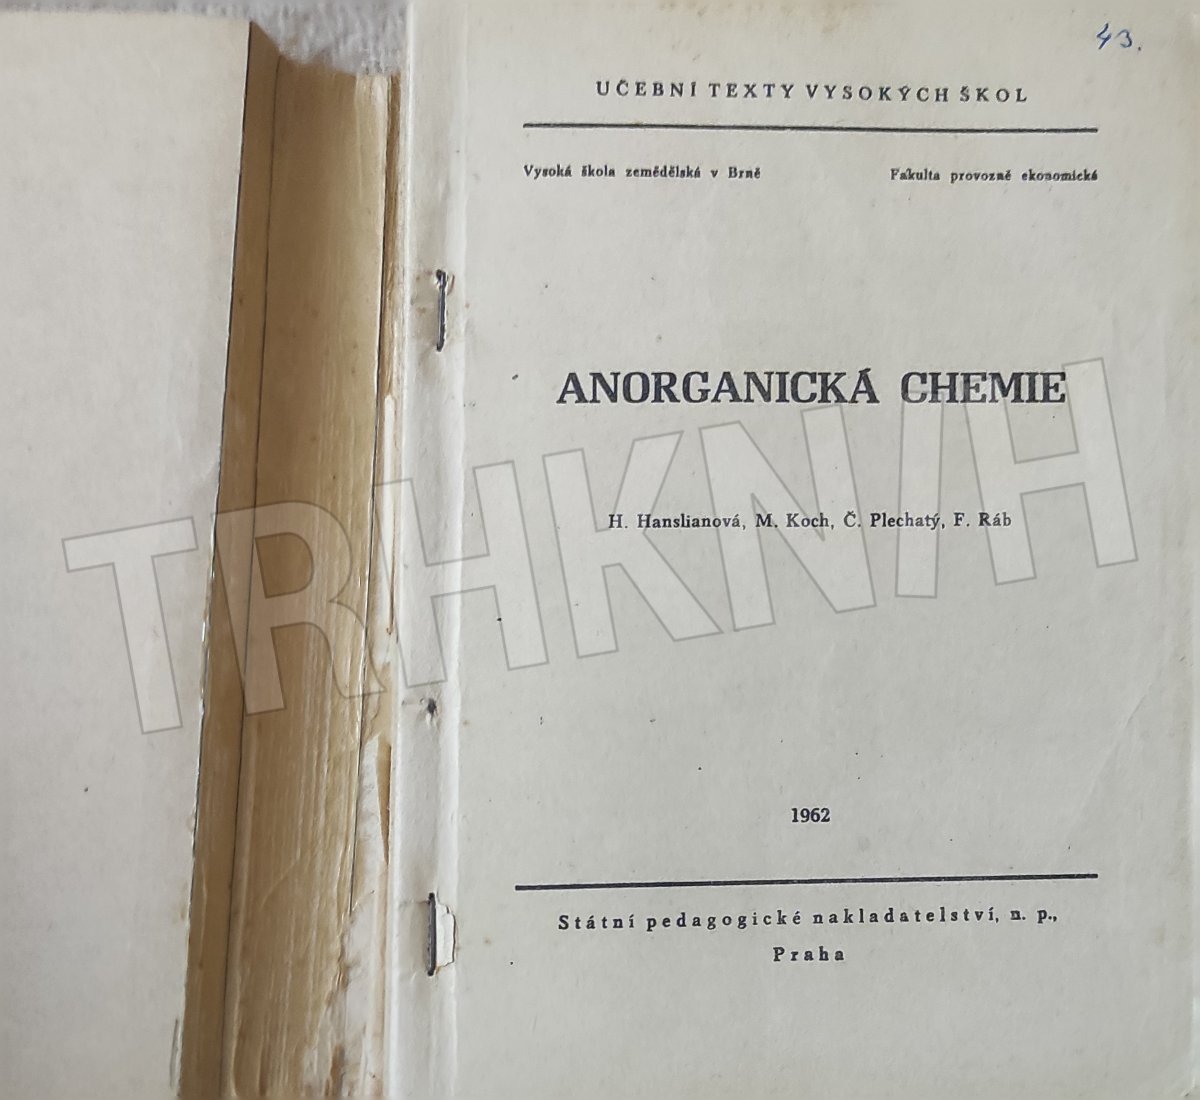 43.
UČEBNÍ TEXTY VYSOKÝCH ŠKOL
Vysoká škola zemědělská v Brně Fakulta provozně ekonomická
ANORGANICKÁ CHEMIE
H. Hanslianová, M. Koch, Č. Plechatý, F. Ráb
1962
Státní pedagogické nakladatelství, n. p.,
Praha
TRHKNIH